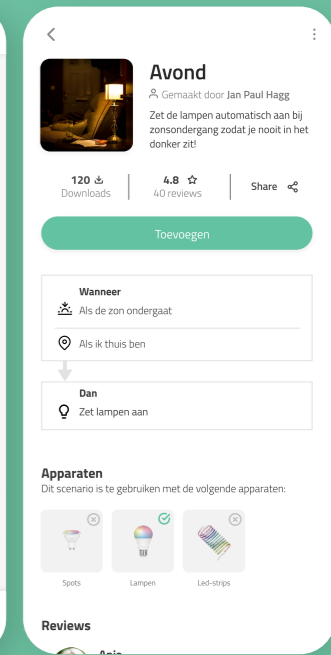 Avond
Gemaakt door Jan Paul Hagg
Zet de lampen automatisch aan bij
zonsondergang zodat je nooit in het
donker zit!
120
Downloads
4.8
40 reviews
Share
Toevoegen
Wanneer
Als de zon ondergaat
Als ik thuis ben
Dan
Zet lampen aan
Apparaten
Dit scenario is te gebruiken met de volgende apparaten:
Spots
Lampen
Led-strips
Reviews